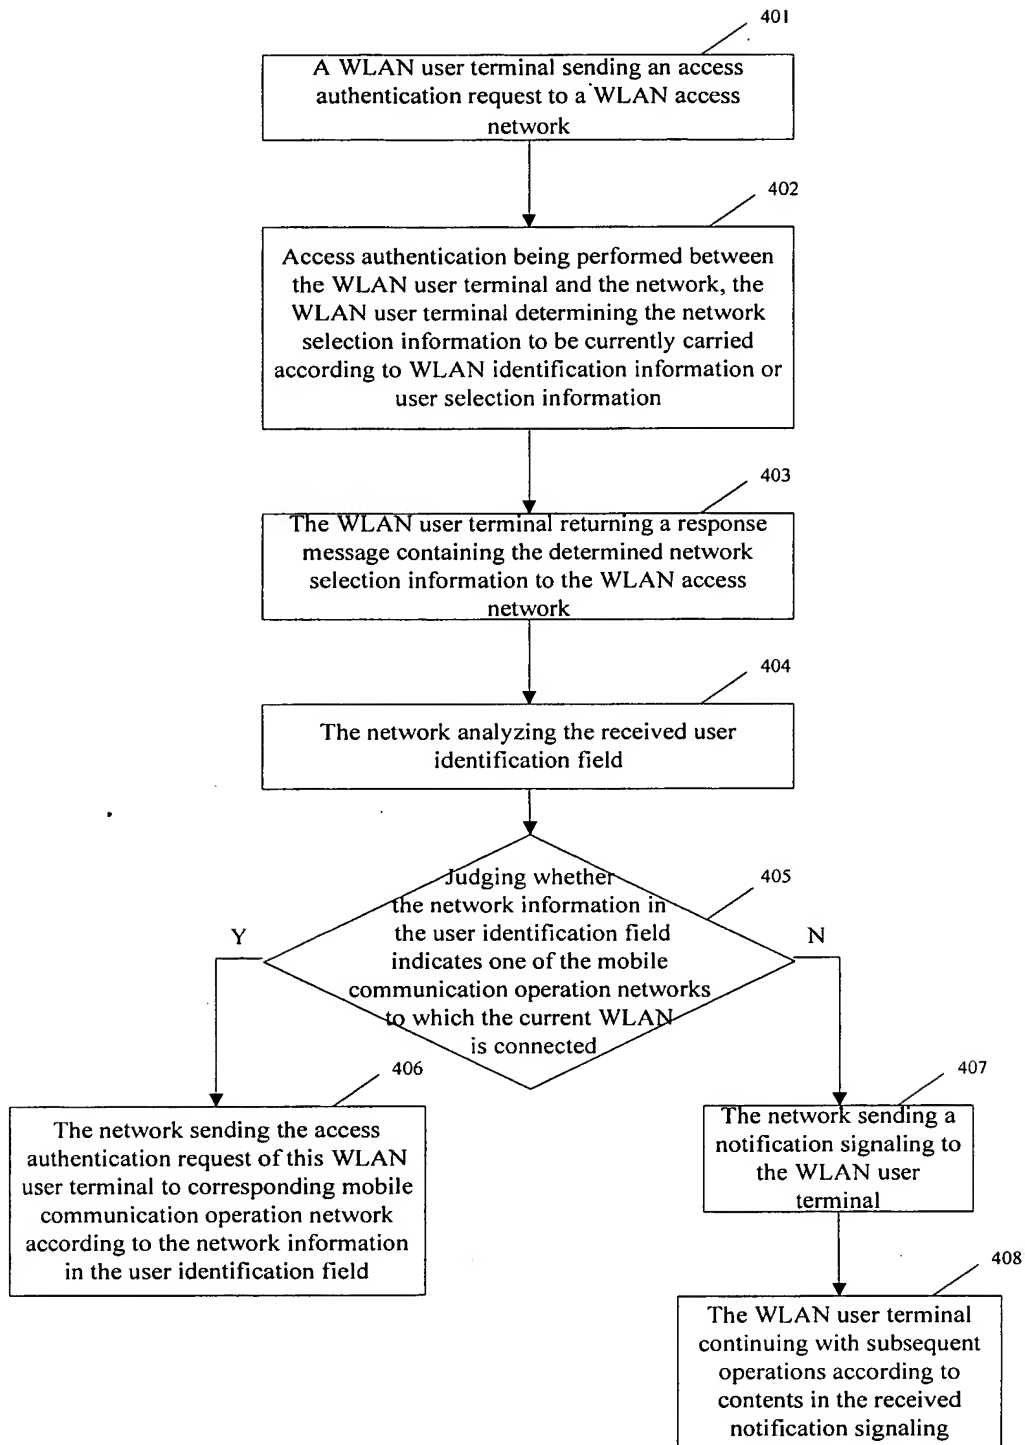 401
A WLAN user terminal sending an access
authentication request to a WLAN access
network
402
Access authentication being performed between
the WLAN user terminal and the network, the
WLAN user terminal determining the network
selection information to be currently carried
according to WLAN identification information or
user selection information
403
The WLAN user terminal returning a response
message containing the determined network
selection information to the WLAN access
network
404
The network analyzing the received user
identification field
405
Judging whether
the network information in
the user identification field
indicates one of the mobile
communication operation networks
to which the current WLAN
is connected
Y
N
406
The network sending the access
authentication request of this WLAN
user terminal to corresponding mobile
communication operation network
according to the network information
in the user identification field
407
The network sending a
notification signaling to
the WLAN user
terminal
408
The WLAN user terminal
continuing with subsequent
operations according to
contents in the received
notification signaling